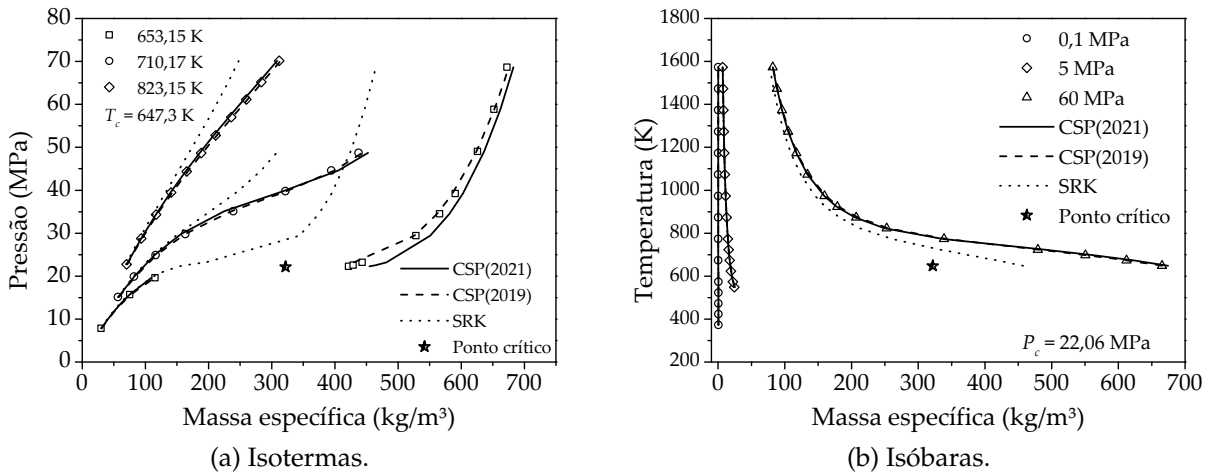 80
70
60
50
40
30
20
10
0
Pressão (MPa)
653,15 K
710,17 K
823,15 K
T_c = 647,3 K
CSP(2021)
CSP(2019)
SRK
Ponto crítico
0 100 200 300 400 500 600 700
Massa específica (kg/m³)
(a) Isotermas.
1800
1600
1400
1200
1000
800
600
400
200
Temperatura (K)
0,1 MPa
5 MPa
60 MPa
CSP(2021)
CSP(2019)
SRK
Ponto crítico
P_c = 22,06 MPa
0 100 200 300 400 500 600 700
Massa específica (kg/m³)
(b) Isóbaras.